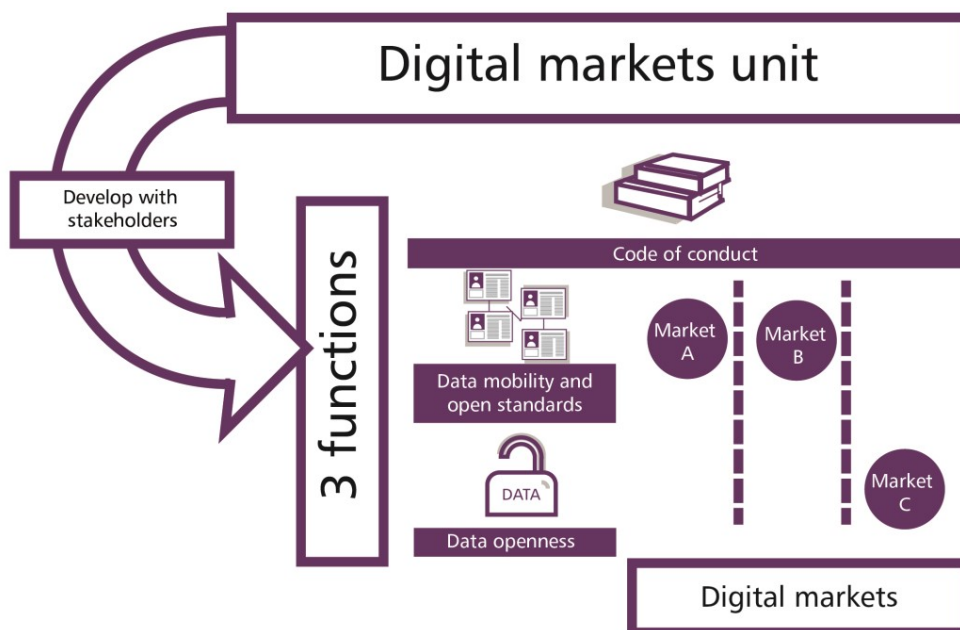 Digital markets unit
Develop with
stakeholders
3 functions
Code of conduct
Data mobility and
open standards
DATA
Data openness
Market
A
Market
B
Market
C
Digital markets